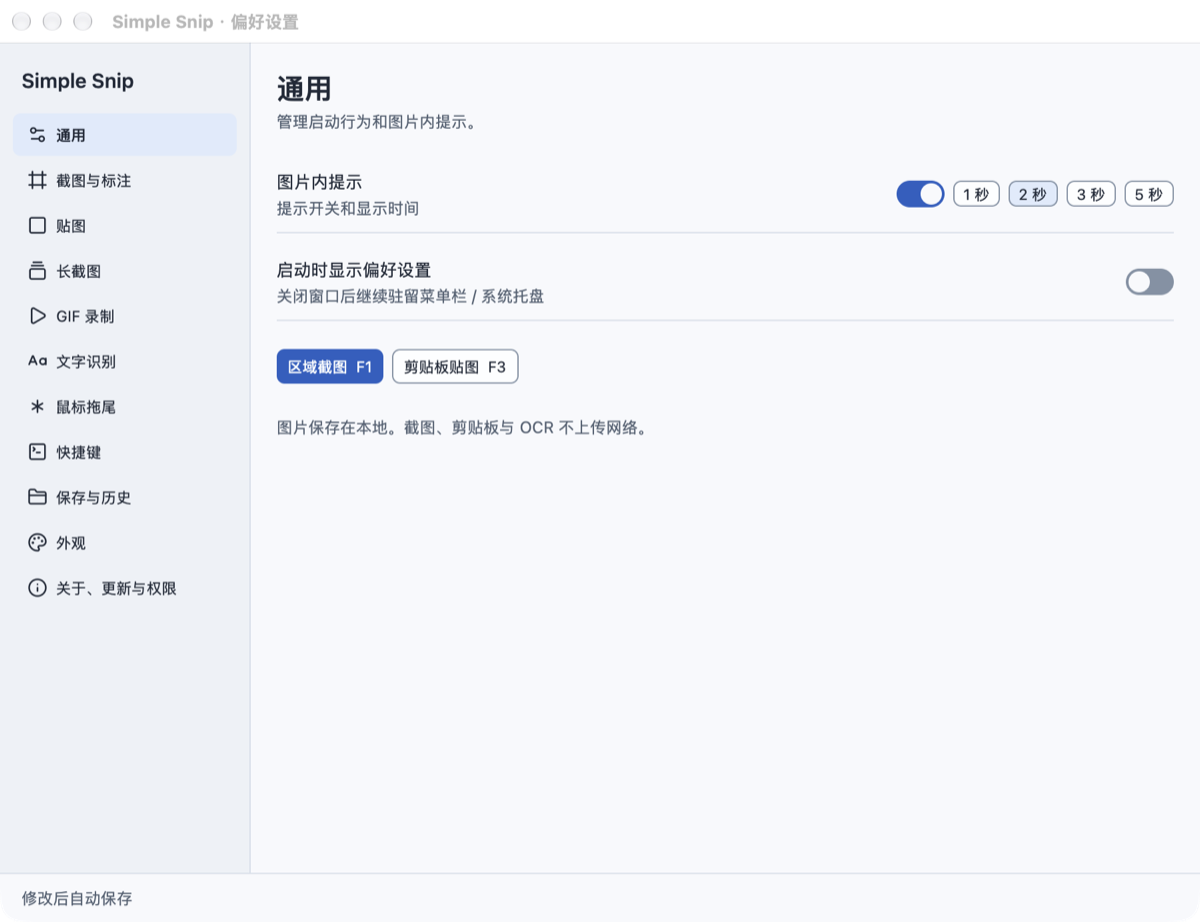 Simple Snip · 偏好设置
Simple Snip
通用
截图与标注
贴图
长截图
GIF 录制
Aa 文字识别
鼠标拖尾
快捷键
保存与历史
外观
关于、更新与权限
通用
管理启动行为和图片内提示。
图片内提示
提示开关和显示时间
1 秒 2 秒 3 秒 5 秒
启动时显示偏好设置
关闭窗口后继续驻留菜单栏 / 系统托盘
区域截图 F1 剪贴板贴图 F3
图片保存在本地。截图、剪贴板与 OCR 不上传网络。
修改后自动保存